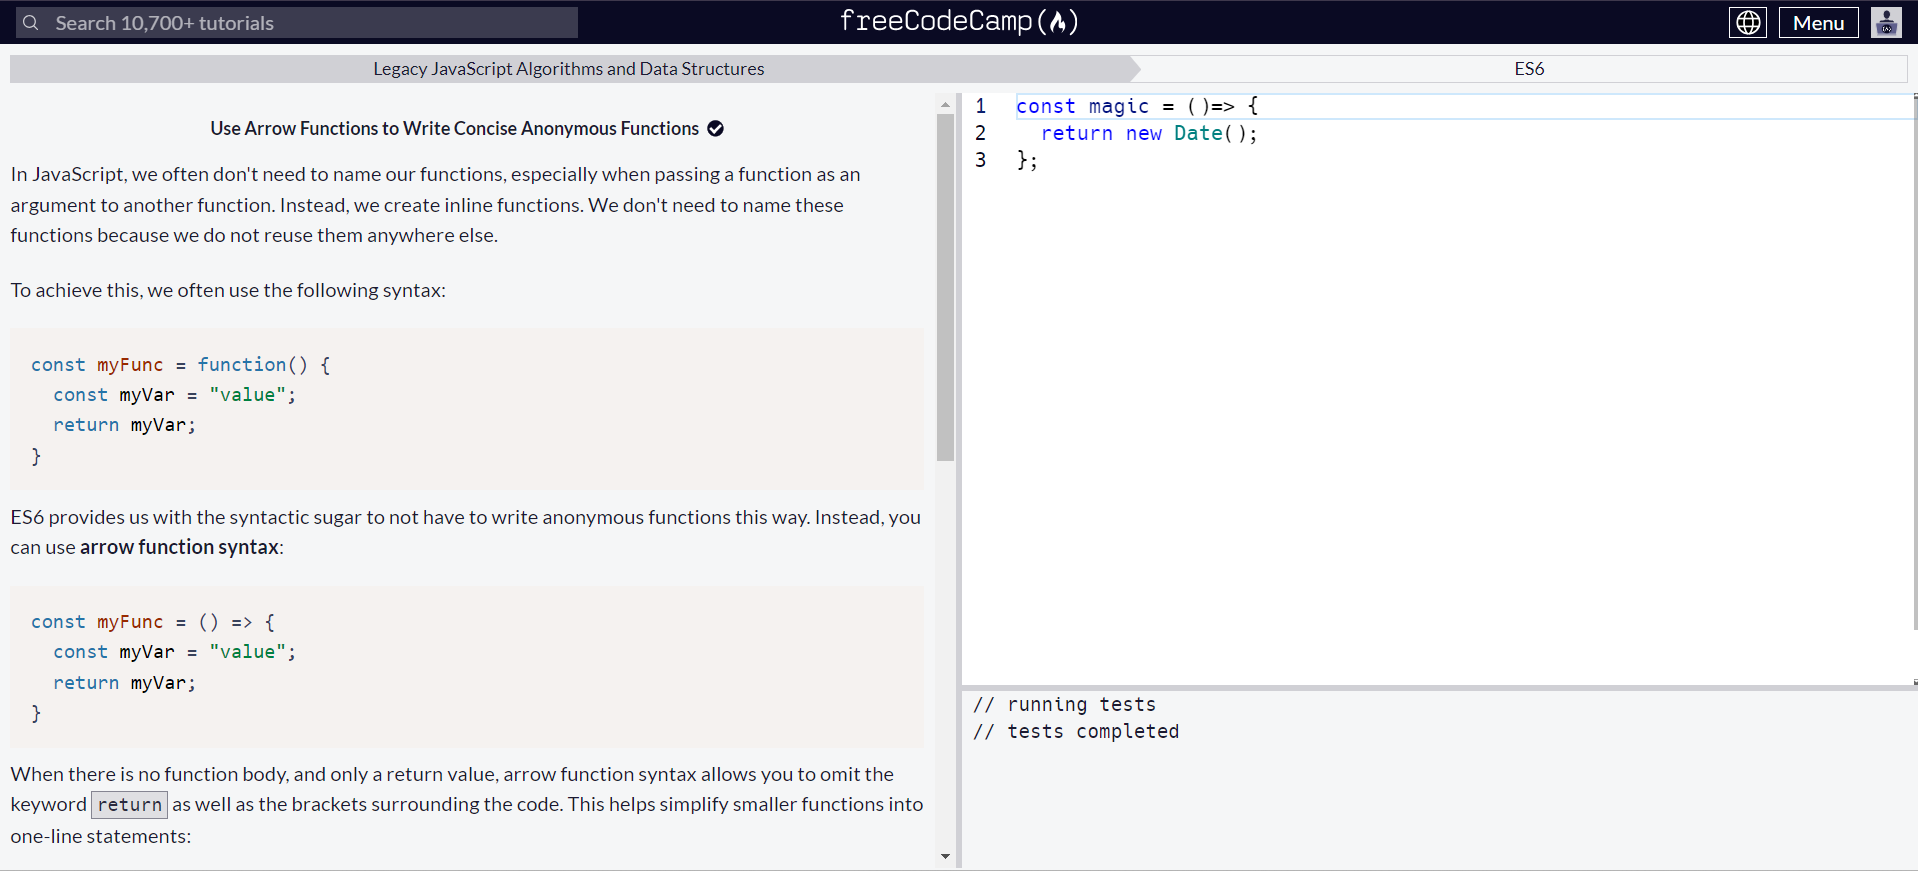 Search 10,700+ tutorials
freeCodeCamp
Menu
Legacy JavaScript Algorithms and Data Structures
ES6
Use Arrow Functions to Write Concise Anonymous Functions
In JavaScript, we often don't need to name our functions, especially when passing a function as an
argument to another function. Instead, we create inline functions. We don't need to name these
functions because we do not reuse them anywhere else.
To achieve this, we often use the following syntax:
const myFunc = function() {
  const myVar = "value";
  return myVar;
}
ES6 provides us with the syntactic sugar to not have to write anonymous functions this way. Instead, you
can use arrow function syntax:
const myFunc = () => {
  const myVar = "value";
  return myVar;
}
When there is no function body, and only a return value, arrow function syntax allows you to omit the
keyword return as well as the brackets surrounding the code. This helps simplify smaller functions into
one-line statements:
1 const magic = ()=> {
2   return new Date();
3 };
// running tests
// tests completed